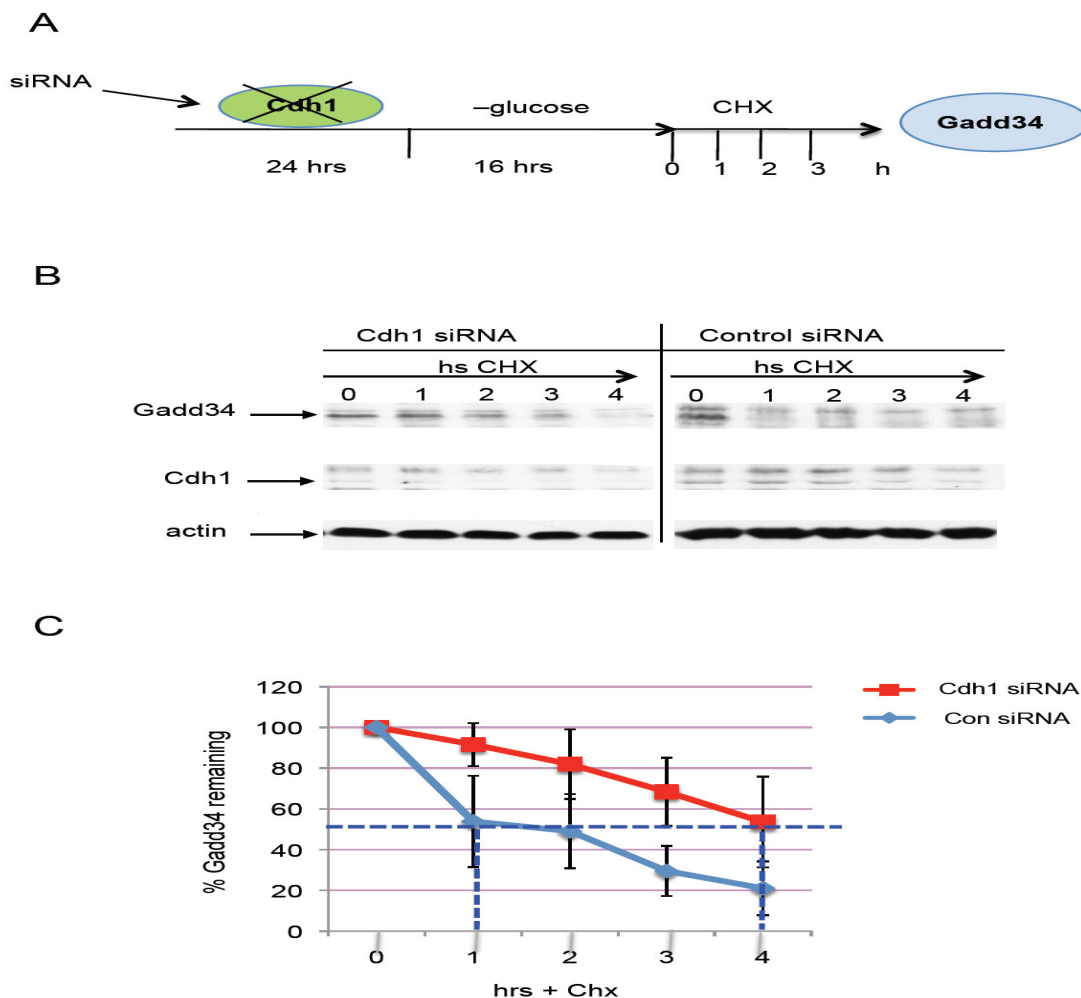 A
siRNA
Cdh1
–glucose
CHX
Gadd34
24 hrs
16 hrs
0 1 2 3 h
B
Cdh1 siRNA Control siRNA
hs CHX hs CHX
0 1 2 3 4 0 1 2 3 4
Gadd34
Cdh1
actin
C
Cdh1 siRNA
Con siRNA
% Gadd34 remaining
120
100
80
60
40
20
0
0 1 2 3 4
hrs + Chx